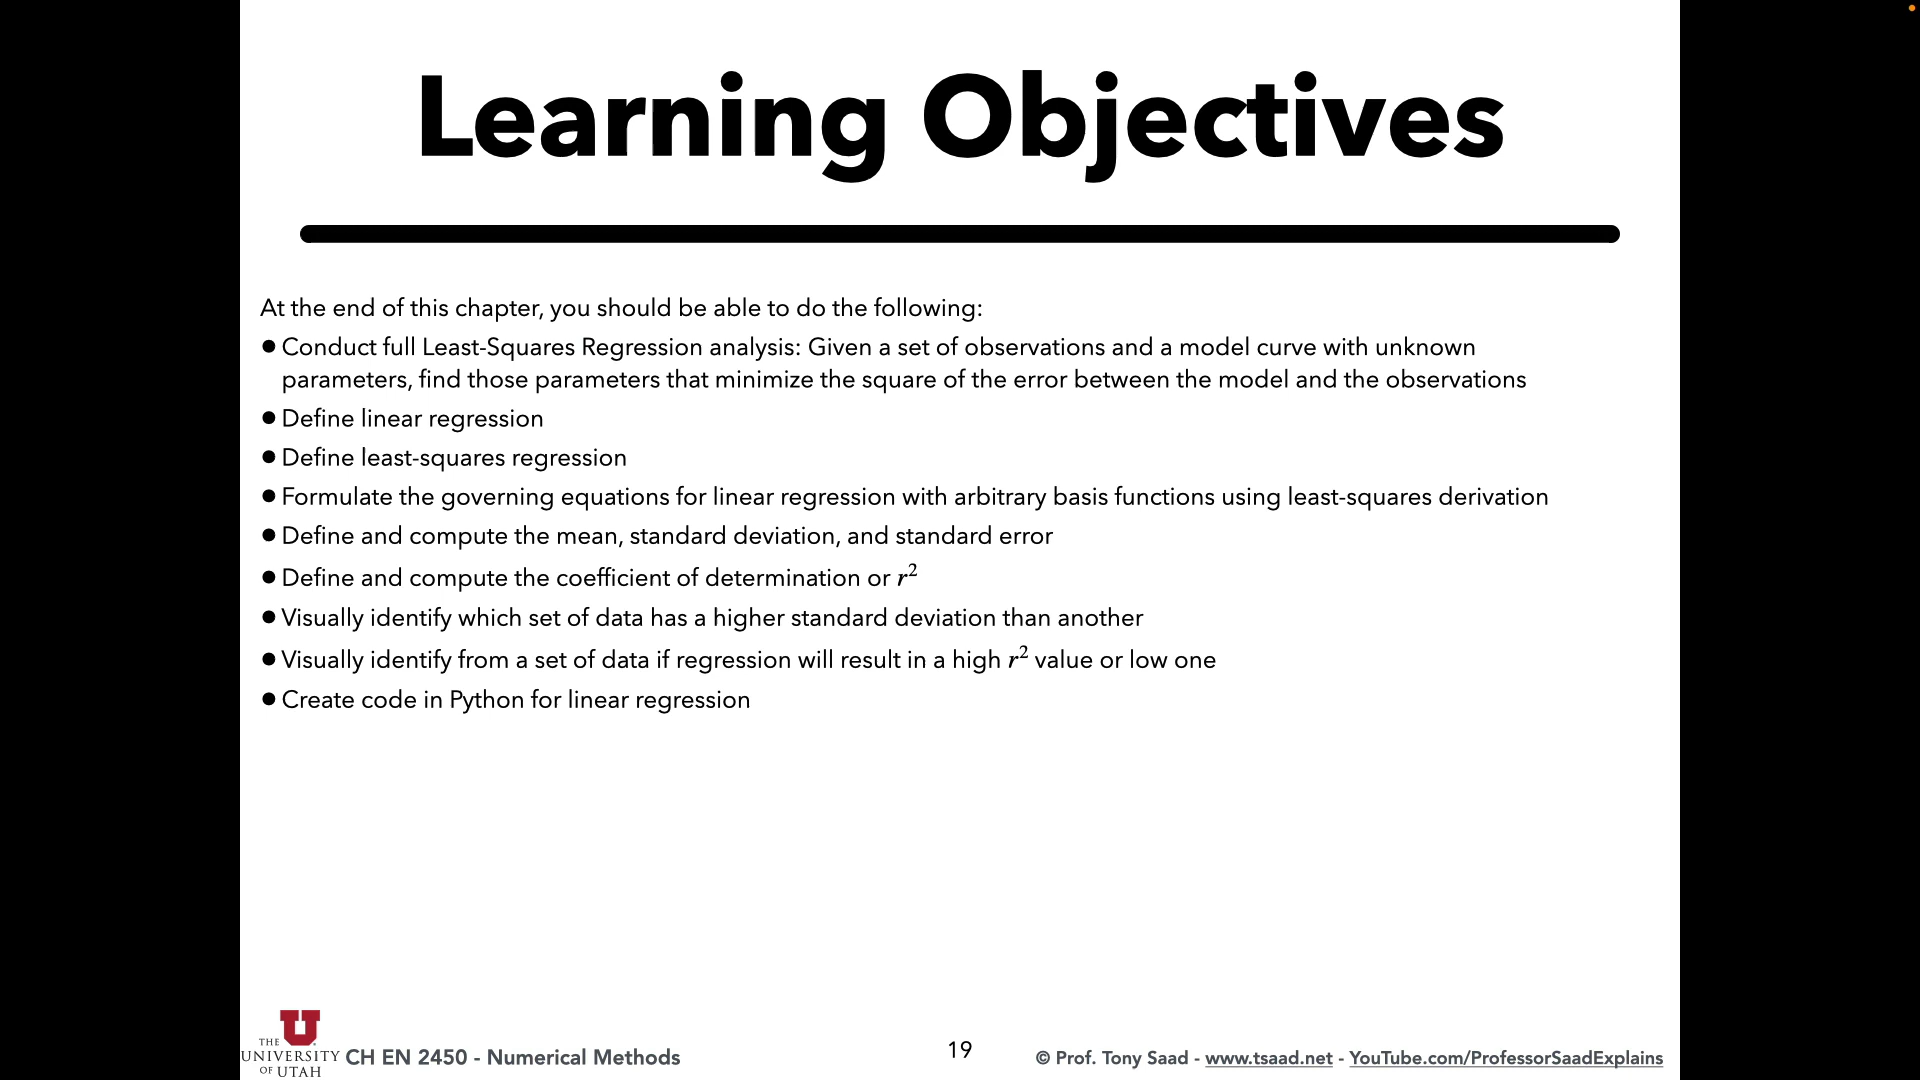 Learning Objectives
At the end of this chapter, you should be able to do the following:
● Conduct full Least-Squares Regression analysis: Given a set of observations and a model curve with unknown
parameters, find those parameters that minimize the square of the error between the model and the observations
● Define linear regression
● Define least-squares regression
● Formulate the governing equations for linear regression with arbitrary basis functions using least-squares derivation
● Define and compute the mean, standard deviation, and standard error
● Define and compute the coefficient of determination or r²
● Visually identify which set of data has a higher standard deviation than another
● Visually identify from a set of data if regression will result in a high r² value or low one
● Create code in Python for linear regression
THE
UNIVERSITY
OF UTAH
CH EN 2450 - Numerical Methods
19
© Prof. Tony Saad - www.tsaad.net - YouTube.com/ProfessorSaadExplains